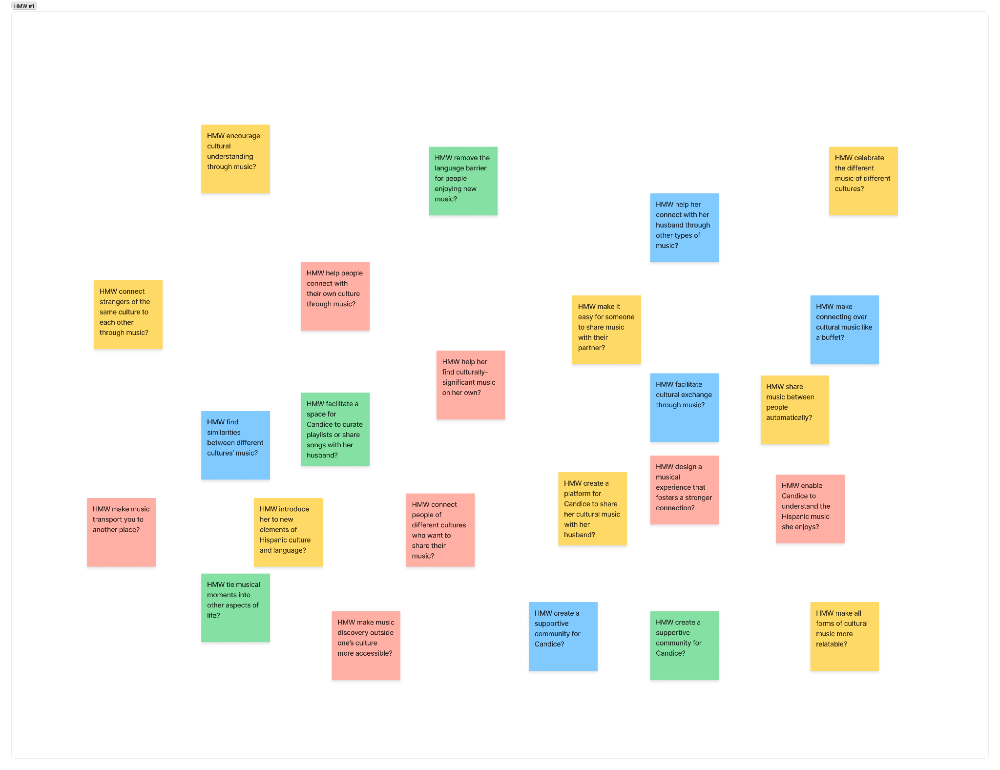 HMW #1
HMW encourage
cultural
understanding
through music?
HMW remove the
language barrier
for people
enjoying new
music?
HMW celebrate
the different
music of different
cultures?
HMW help her
connect with her
husband through
other types of
music?
HMW help people
connect with
their own culture
through music?
HMW connect
strangers of the
same culture to
each other
through music?
HMW make it
easy for someone
to share music
with their
partner?
HMW make
connecting over
cultural music like
a buffet?
HMW help her
find culturally-
significant music
on her own?
HMW facilitate
cultural exchange
through music?
HMW share
music between
people
automatically?
HMW facilitate a
space for
Candice to curate
playlists or share
songs with her
husband?
HMW find
similarities
between different
cultures’ music?
HMW design a
musical
experience that
fosters a stronger
connection?
HMW create a
platform for
Candice to share
her cultural music
with her
husband?
HMW enable
Candice to
understand the
Hispanic music
she enjoys?
HMW make music
transport you to
another place?
HMW introduce
her to new
elements of
Hispanic culture
and language?
HMW connect
people of
different cultures
who want to
share their
music?
HMW tie musical
moments into
other aspects of
life?
HMW make music
discovery outside
one’s culture
more accessible?
HMW create a
supportive
community for
Candice?
HMW create a
supportive
community for
Candice?
HMW make all
forms of cultural
music more
relatable?